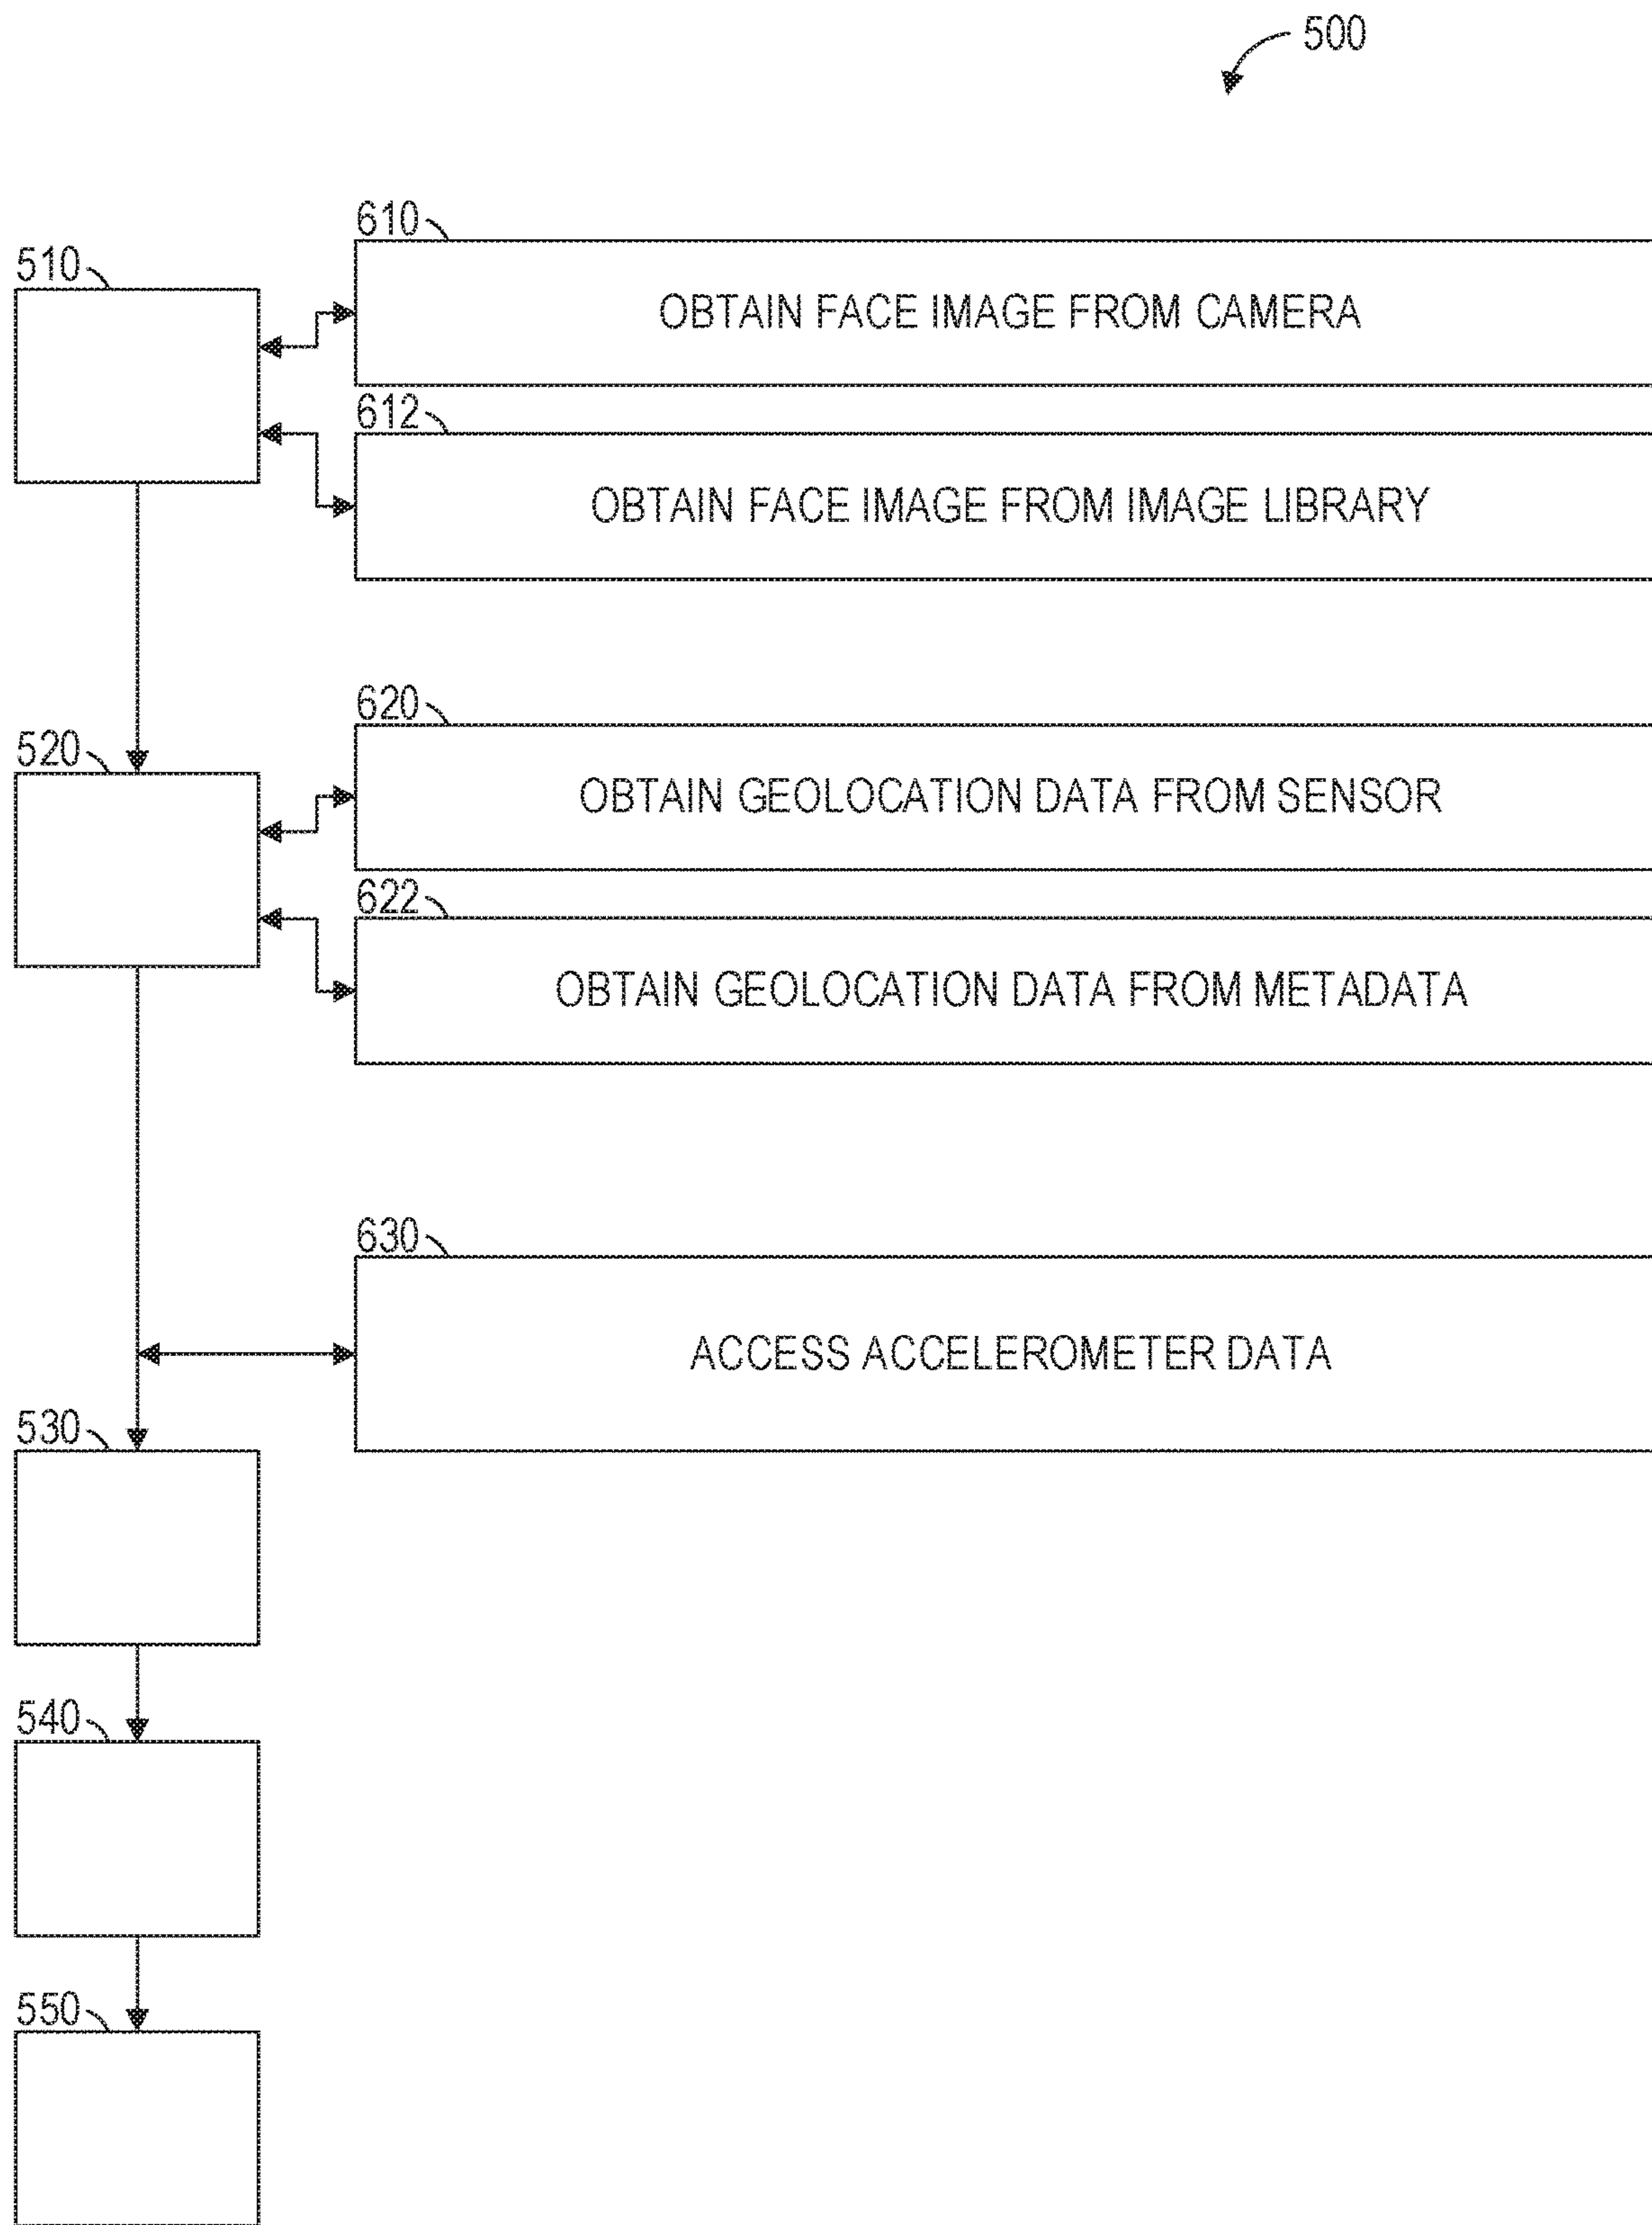 500
610
510
OBTAIN FACE IMAGE FROM CAMERA
612
OBTAIN FACE IMAGE FROM IMAGE LIBRARY
620
520
OBTAIN GEOLOCATION DATA FROM SENSOR
622
OBTAIN GEOLOCATION DATA FROM METADATA
630
ACCESS ACCELEROMETER DATA
530
540
550